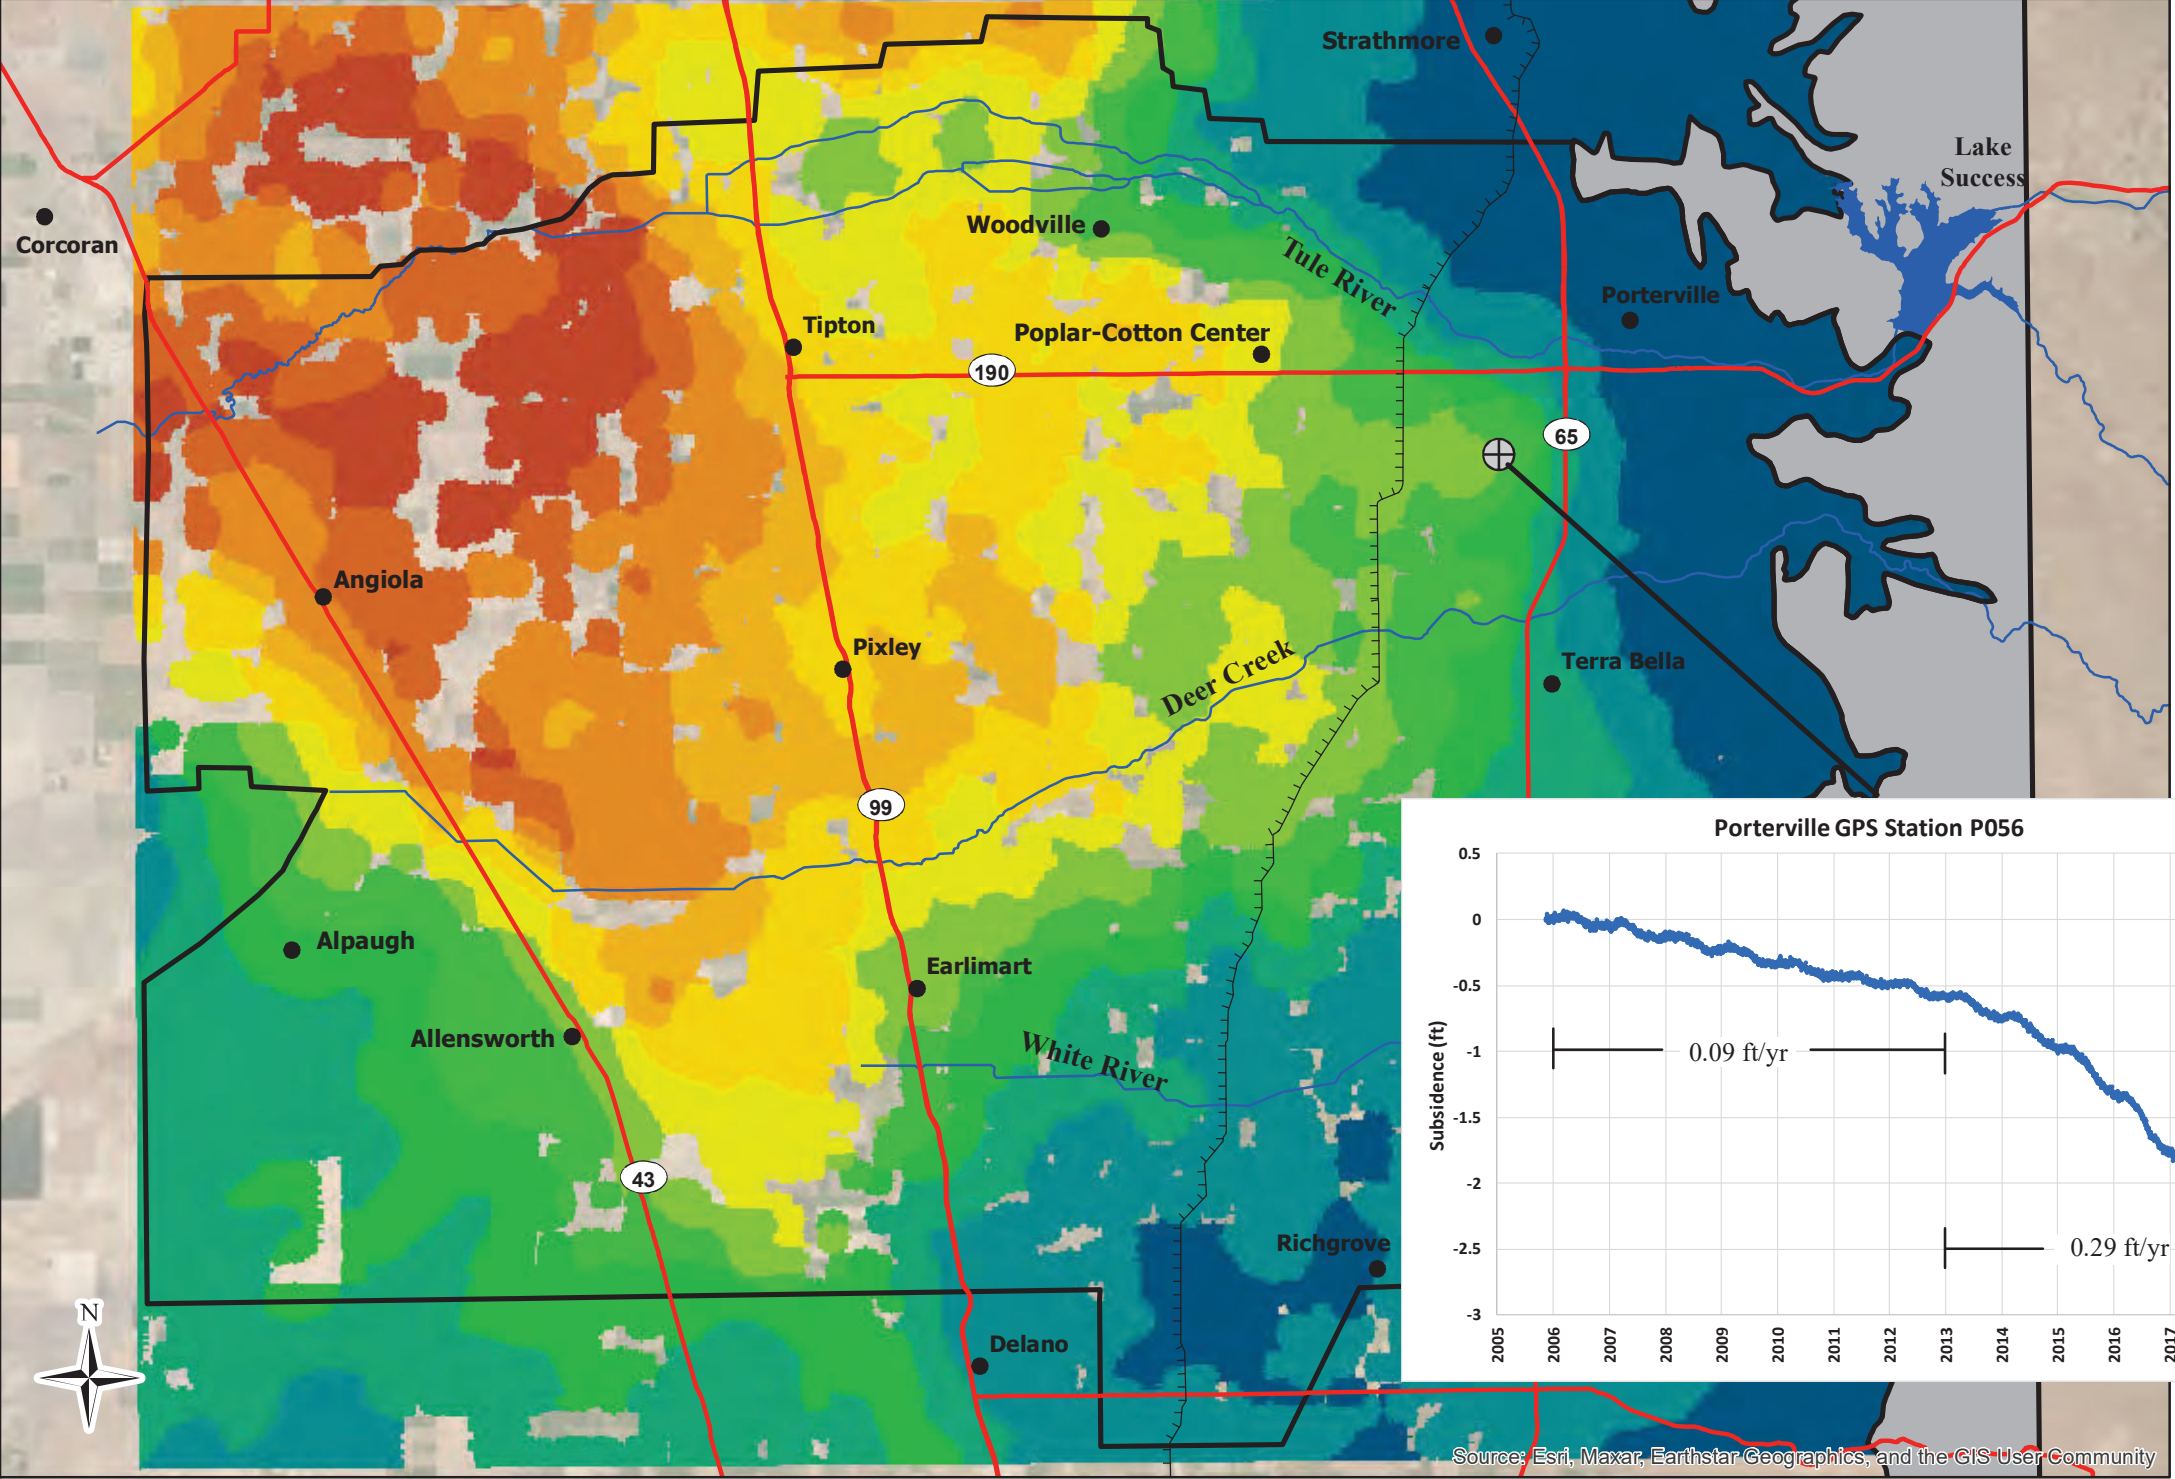 Strathmore
Lake
Success
Corcoran
Woodville
Tule River
Porterville
Tipton
Poplar-Cotton Center
190
65
Angiola
Pixley
Deer Creek
Terra Bella
99
Alpaugh
Earlimart
Allensworth
White River
43
Richgrove
Delano
N
Porterville GPS Station P056
Subsidence (ft)
0.5
0
-0.5
-1
-1.5
-2
-2.5
-3
0.09 ft/yr
0.29 ft/yr
2005 2006 2007 2008 2009 2010 2011 2012 2013 2014 2015 2016 2017
Source: Esri, Maxar, Earthstar Geographics, and the GIS User Community